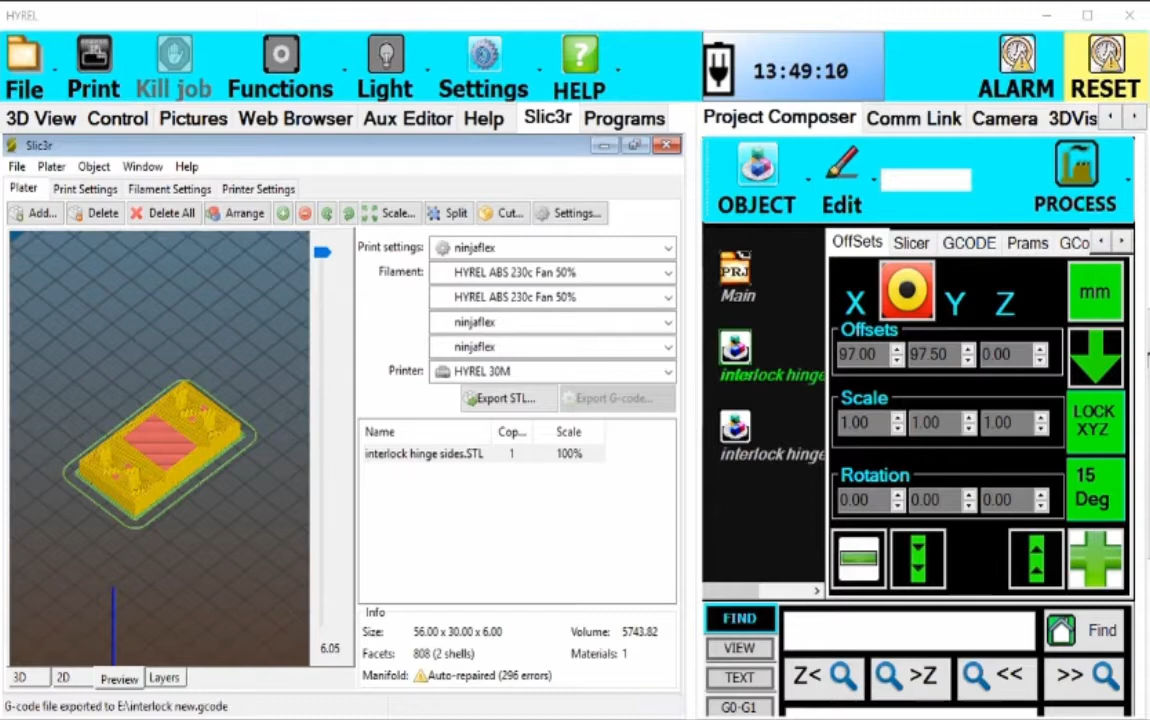 HYREL
File Print Kill job Functions Light Settings HELP
13:49:10
ALARM RESET
3D View Control Pictures Web Browser Aux Editor Help Slic3r Programs
Project Composer Comm Link Camera 3DVis
Slic3r
File Plater Object Window Help
Plater Print Settings Filament Settings Printer Settings
Add... Delete Delete All Arrange Scale... Split Cut... Settings...
Print settings: ninjaflex
Filament: HYREL ABS 230c Fan 50%
HYREL ABS 230c Fan 50%
ninjaflex
ninjaflex
Printer: HYREL 30M
Export STL... Export G-code...
Name Cop... Scale
interlock hinge sides.STL 1 100%
Info
Size: 56.00 x 30.00 x 6.00 Volume: 5743.82
Facets: 808 (2 shells) Materials: 1
Manifold: Auto-repaired (296 errors)
6.05
3D 2D Preview Layers
G-code file exported to E:\interlock new.gcode
OBJECT Edit PROCESS
PRJ
Main
interlock hinge
interlock hinge
OffSets Slicer GCODE Prams GCo
X Y Z mm
Offsets
97.00 97.50 0.00
Scale
1.00 1.00 1.00
LOCK
XYZ
Rotation
0.00 0.00 0.00
15
Deg
FIND
VIEW
TEXT
G0-G1
Find
Z< >Z << >>